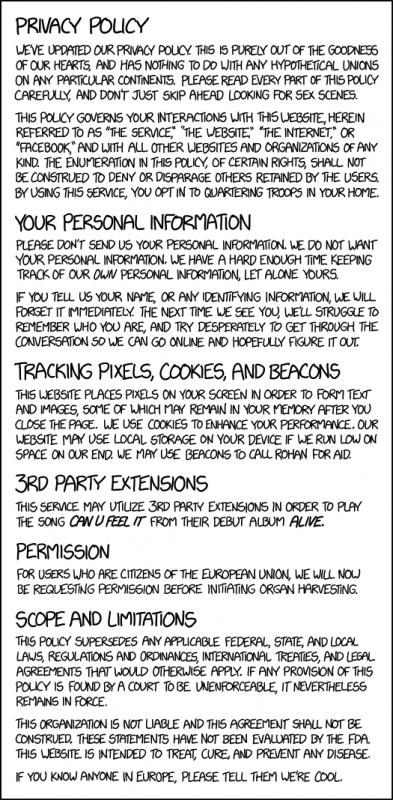 PRIVACY POLICY
WE'VE UPDATED OUR PRIVACY POLICY. THIS IS PURELY OUT OF THE GOODNESS
OF OUR HEARTS, AND HAS NOTHING TO DO WITH ANY HYPOTHETICAL UNIONS
ON ANY PARTICULAR CONTINENTS. PLEASE READ EVERY PART OF THIS POLICY
CAREFULLY, AND DON'T JUST SKIP AHEAD LOOKING FOR SEX SCENES.
THIS POLICY GOVERNS YOUR INTERACTIONS WITH THIS WEBSITE, HEREIN
REFERRED TO AS "THE SERVICE," "THE WEBSITE," "THE INTERNET," OR
"FACEBOOK," AND WITH ALL OTHER WEBSITES AND ORGANIZATIONS OF ANY
KIND. THE ENUMERATION IN THIS POLICY, OF CERTAIN RIGHTS, SHALL NOT
BE CONSTRUED TO DENY OR DISPARAGE OTHERS RETAINED BY THE USERS.
BY USING THIS SERVICE, YOU OPT IN TO QUARTERING TROOPS IN YOUR HOME.
YOUR PERSONAL INFORMATION
PLEASE DON'T SEND US YOUR PERSONAL INFORMATION. WE DO NOT WANT
YOUR PERSONAL INFORMATION. WE HAVE A HARD ENOUGH TIME KEEPING
TRACK OF OUR OWN PERSONAL INFORMATION, LET ALONE YOURS.
IF YOU TELL US YOUR NAME, OR ANY IDENTIFYING INFORMATION, WE WILL
FORGET IT IMMEDIATELY. THE NEXT TIME WE SEE YOU, WE'LL STRUGGLE TO
REMEMBER WHO YOU ARE, AND TRY DESPERATELY TO GET THROUGH THE
CONVERSATION SO WE CAN GO ONLINE AND HOPEFULLY FIGURE IT OUT.
TRACKING PIXELS, COOKIES, AND BEACONS
THIS WEBSITE PLACES PIXELS ON YOUR SCREEN IN ORDER TO FORM TEXT
AND IMAGES, SOME OF WHICH MAY REMAIN IN YOUR MEMORY AFTER YOU
CLOSE THE PAGE. WE USE COOKIES TO ENHANCE YOUR PERFORMANCE. OUR
WEBSITE MAY USE LOCAL STORAGE ON YOUR DEVICE IF WE RUN LOW ON
SPACE ON OUR END. WE MAY USE BEACONS TO CALL ROHAN FOR AID.
3RD PARTY EXTENSIONS
THIS SERVICE MAY UTILIZE 3RD PARTY EXTENSIONS IN ORDER TO PLAY
THE SONG CAN U FEEL IT FROM THEIR DEBUT ALBUM ALIVE.
PERMISSION
FOR USERS WHO ARE CITIZENS OF THE EUROPEAN UNION, WE WILL NOW
BE REQUESTING PERMISSION BEFORE INITIATING ORGAN HARVESTING.
SCOPE AND LIMITATIONS
THIS POLICY SUPERSEDES ANY APPLICABLE FEDERAL, STATE, AND LOCAL
LAWS, REGULATIONS AND ORDINANCES, INTERNATIONAL TREATIES, AND LEGAL
AGREEMENTS THAT WOULD OTHERWISE APPLY. IF ANY PROVISION OF THIS
POLICY IS FOUND BY A COURT TO BE UNENFORCEABLE, IT NEVERTHELESS
REMAINS IN FORCE.
THIS ORGANIZATION IS NOT LIABLE AND THIS AGREEMENT SHALL NOT BE
CONSTRUED. THESE STATEMENTS HAVE NOT BEEN EVALUATED BY THE FDA.
THIS WEBSITE IS INTENDED TO TREAT, CURE, AND PREVENT ANY DISEASE.
IF YOU KNOW ANYONE IN EUROPE, PLEASE TELL THEM WE'RE COOL.